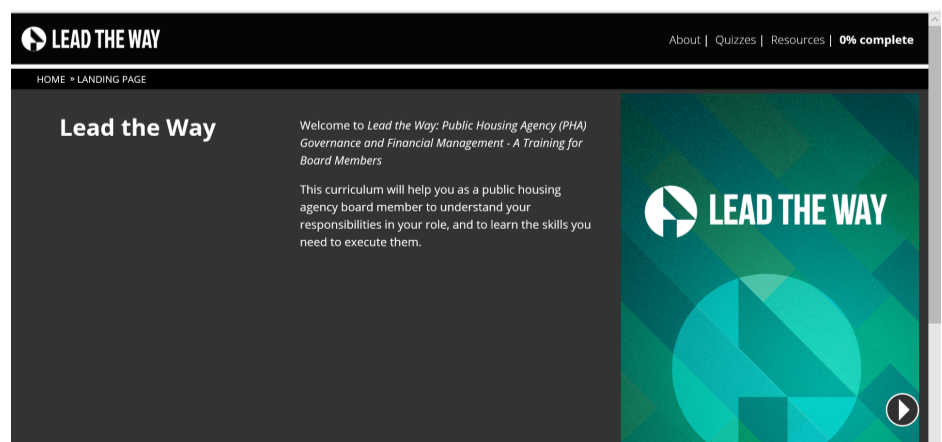 LEAD THE WAY
About | Quizzes | Resources | 0% complete
HOME » LANDING PAGE
Lead the Way
Welcome to Lead the Way: Public Housing Agency (PHA)
Governance and Financial Management - A Training for
Board Members
This curriculum will help you as a public housing
agency board member to understand your
responsibilities in your role, and to learn the skills you
need to execute them.
LEAD THE WAY